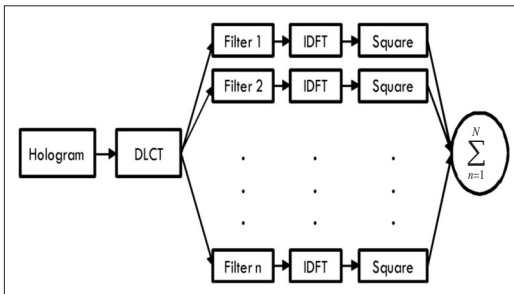 Filter 1 IDFT Square
Filter 2 IDFT Square
Hologram DLCT
N
∑
n=1
Filter n IDFT Square